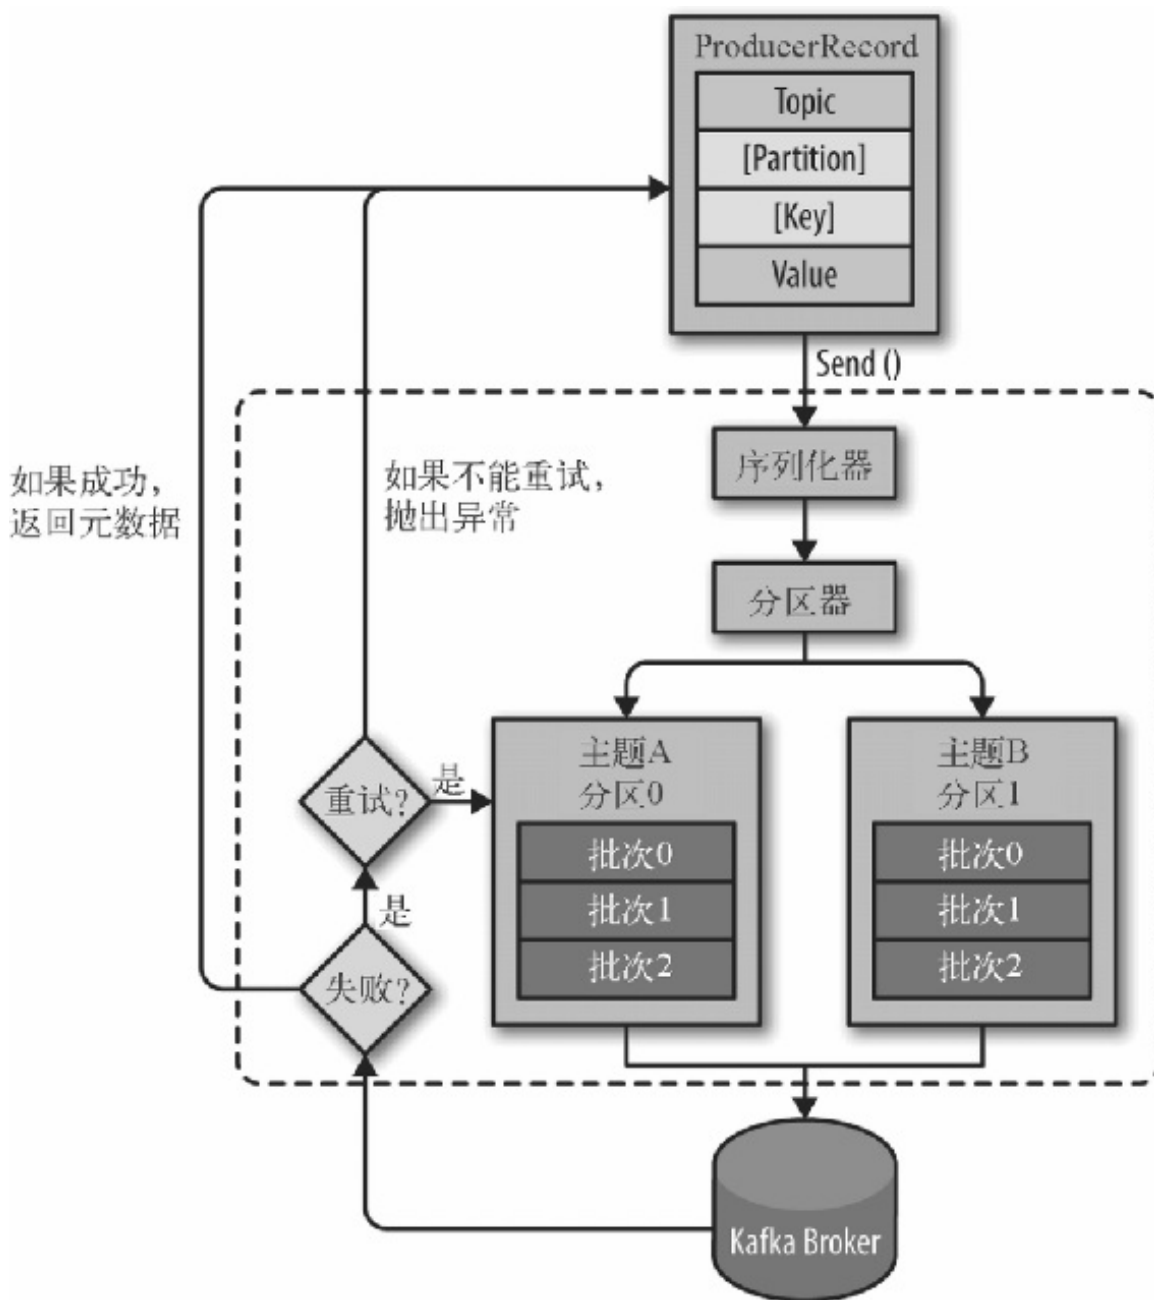 ProducerRecord
Topic
[Partition]
[Key]
Value
Send ()
序列化器
如果成功，
返回元数据
如果不能重试，
抛出异常
分区器
主题A
分区0
批次0
批次1
批次2
主题B
分区1
批次0
批次1
批次2
重试?
是
是
失败?
Kafka Broker